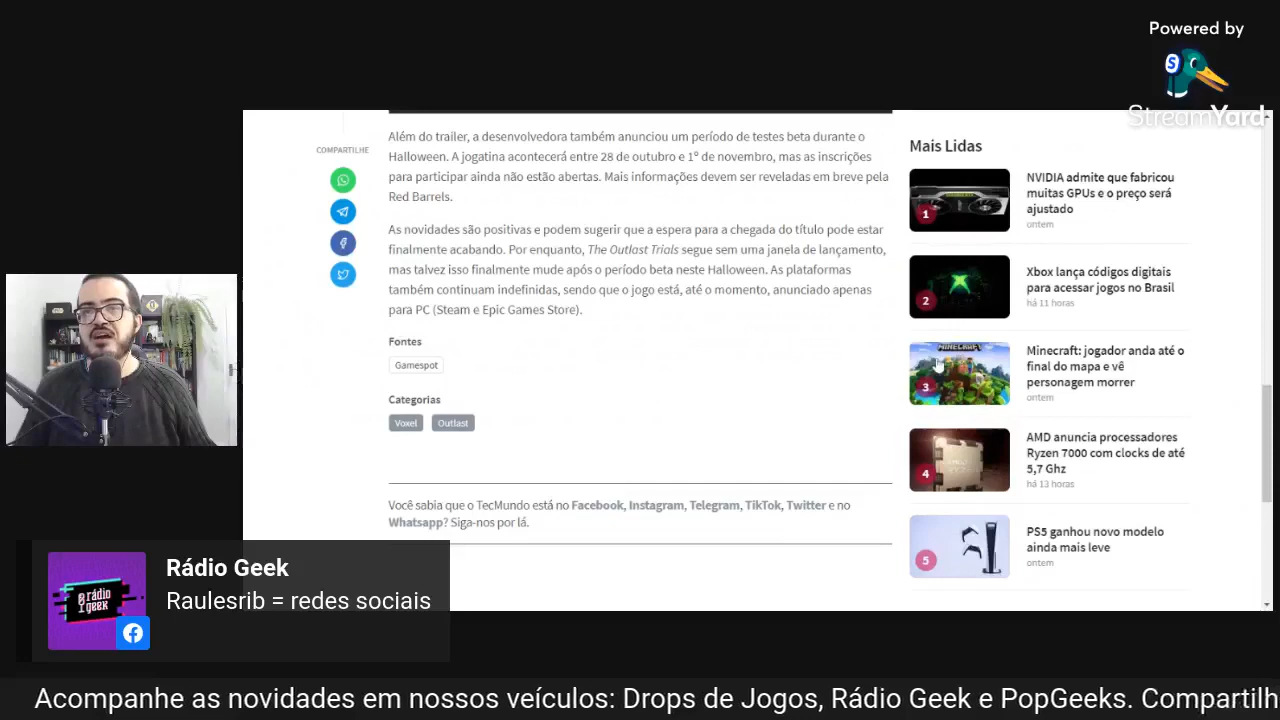 Powered by
StreamYard
COMPARTILHE
Além do trailer, a desenvolvedora também anunciou um período de testes beta durante o
Halloween. A jogatina acontecerá entre 28 de outubro e 1º de novembro, mas as inscrições
para participar ainda não estão abertas. Mais informações devem ser reveladas em breve pela
Red Barrels.
As novidades são positivas e podem sugerir que a espera para a chegada do título pode estar
finalmente acabando. Por enquanto, The Outlast Trials segue sem uma janela de lançamento,
mas talvez isso finalmente mude após o período beta neste Halloween. As plataformas
também continuam indefinidas, sendo que o jogo está, até o momento, anunciado apenas
para PC (Steam e Epic Games Store).
Fontes
Gamespot
Categorias
Voxel Outlast
Você sabia que o TecMundo está no Facebook, Instagram, Telegram, TikTok, Twitter e no
Whatsapp? Siga-nos por lá.
Mais Lidas
1
NVIDIA admite que fabricou
muitas GPUs e o preço será
ajustado
ontem
2
Xbox lança códigos digitais
para acessar jogos no Brasil
há 11 horas
MINECRAFT
3
Minecraft: jogador anda até o
final do mapa e vê
personagem morrer
ontem
4
AMD anuncia processadores
Ryzen 7000 com clocks de até
5,7 Ghz
há 13 horas
5
PS5 ganhou novo modelo
ainda mais leve
ontem
rádio
geek
Rádio Geek
Raulesrib = redes sociais
Acompanhe as novidades em nossos veículos: Drops de Jogos, Rádio Geek e PopGeeks. Compartilh